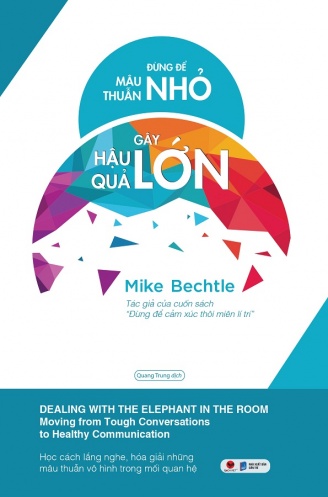 ĐỪNG ĐỂ
MÂU
THUẪN NHỎ
GÂY
HẬU
QUẢ LỚN
Mike Bechtle
Tác giả của cuốn sách
"Đừng để cảm xúc thôi miên lí trí"
Quang Trung dịch
DEALING WITH THE ELEPHANT IN THE ROOM
Moving from Tough Conversations
to Healthy Communication
Học cách lắng nghe, hóa giải những
mâu thuẫn vô hình trong mối quan hệ